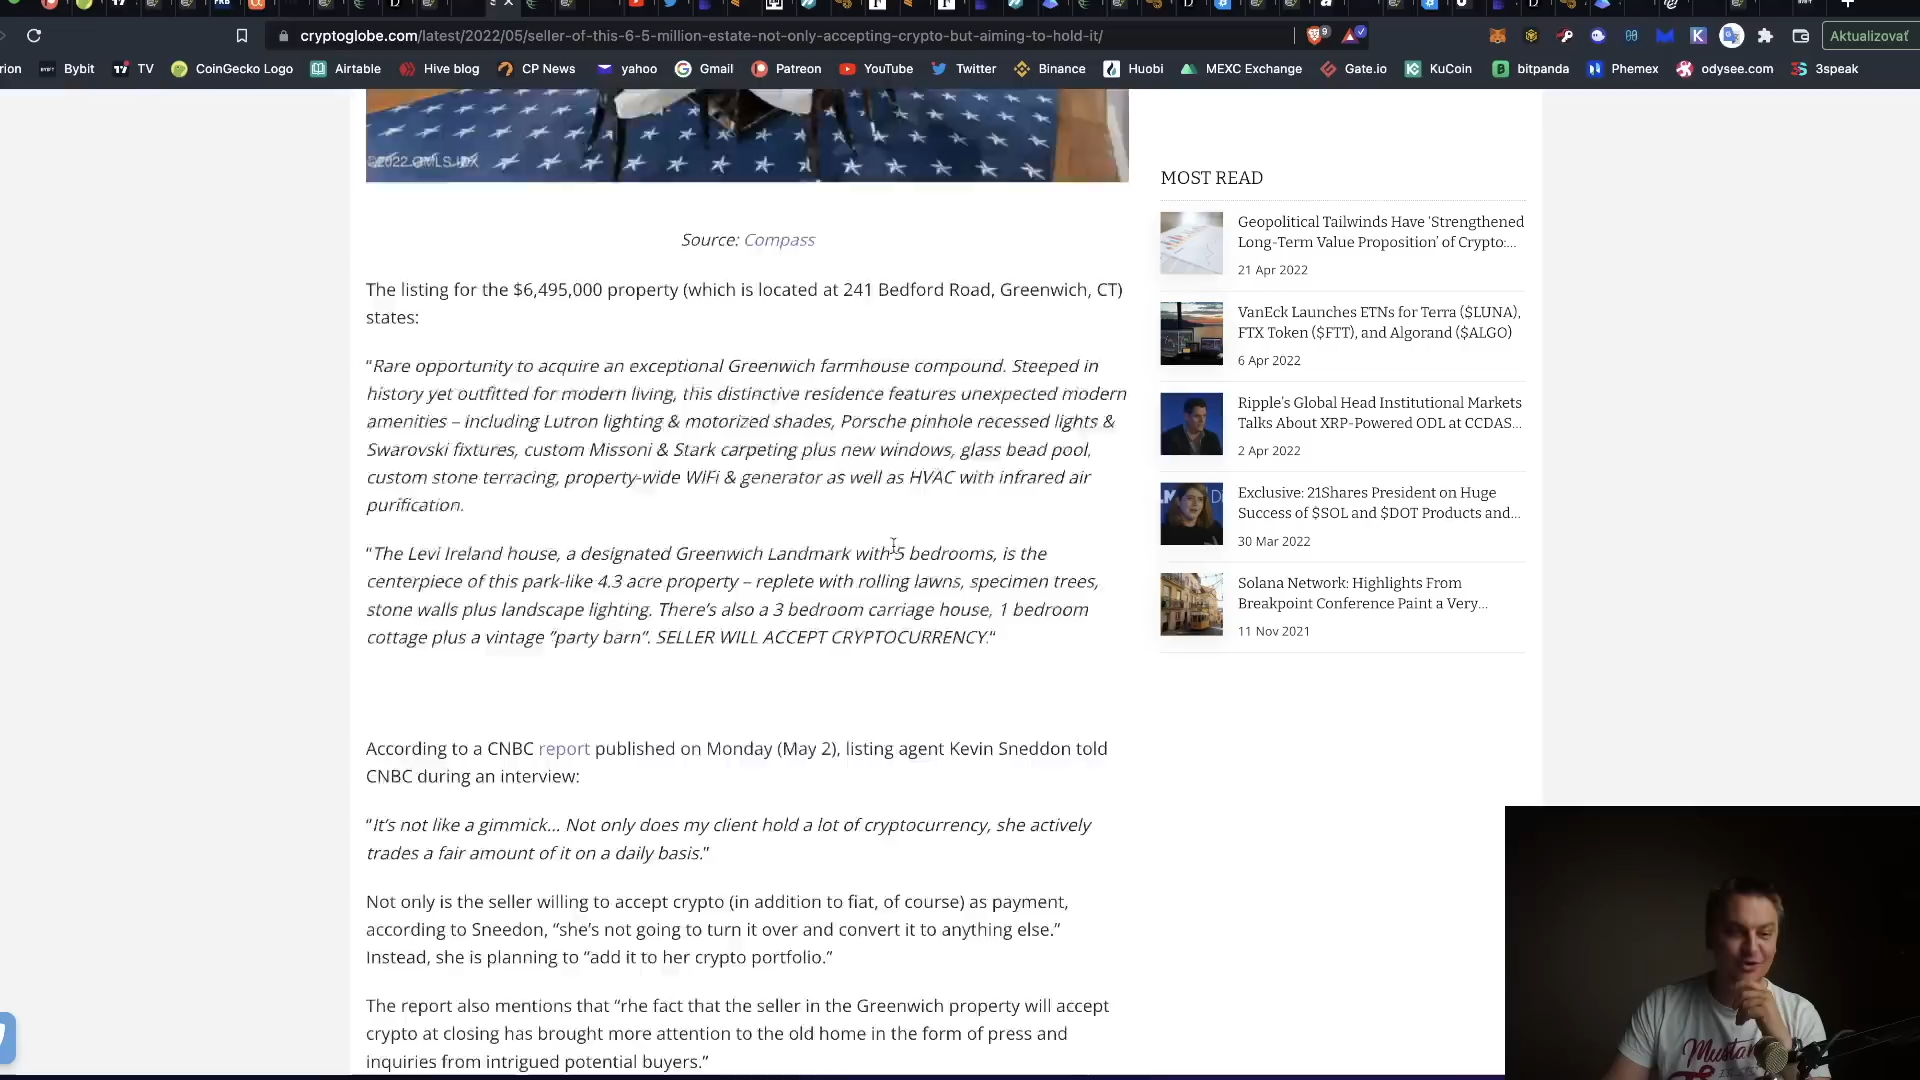 cryptoglobe.com/latest/2022/05/seller-of-this-6-5-million-estate-not-only-accepting-crypto-but-aiming-to-hold-it/
Aktualizovať
rion Bybit TV CoinGecko Logo Airtable Hive blog CP News yahoo Gmail Patreon YouTube Twitter Binance Huobi MEXC Exchange Gate.io KuCoin bitpanda Phemex odysee.com 3speak
Source: Compass
The listing for the $6,495,000 property (which is located at 241 Bedford Road, Greenwich, CT)
states:
“Rare opportunity to acquire an exceptional Greenwich farmhouse compound. Steeped in
history yet outfitted for modern living, this distinctive residence features unexpected modern
amenities – including Lutron lighting & motorized shades, Porsche pinhole recessed lights &
Swarovski fixtures, custom Missoni & Stark carpeting plus new windows, glass bead pool,
custom stone terracing, property-wide WiFi & generator as well as HVAC with infrared air
purification.
“The Levi Ireland house, a designated Greenwich Landmark with 5 bedrooms, is the
centerpiece of this park-like 4.3 acre property – replete with rolling lawns, specimen trees,
stone walls plus landscape lighting. There’s also a 3 bedroom carriage house, 1 bedroom
cottage plus a vintage “party barn”. SELLER WILL ACCEPT CRYPTOCURRENCY.“
According to a CNBC report published on Monday (May 2), listing agent Kevin Sneddon told
CNBC during an interview:
“It’s not like a gimmick… Not only does my client hold a lot of cryptocurrency, she actively
trades a fair amount of it on a daily basis.”
Not only is the seller willing to accept crypto (in addition to fiat, of course) as payment,
according to Sneedon, “she’s not going to turn it over and convert it to anything else.”
Instead, she is planning to “add it to her crypto portfolio.”
The report also mentions that “rhe fact that the seller in the Greenwich property will accept
crypto at closing has brought more attention to the old home in the form of press and
inquiries from intrigued potential buyers.”
MOST READ
Geopolitical Tailwinds Have ‘Strengthened
Long-Term Value Proposition’ of Crypto:...
21 Apr 2022
VanEck Launches ETNs for Terra ($LUNA),
FTX Token ($FTT), and Algorand ($ALGO)
6 Apr 2022
Ripple’s Global Head Institutional Markets
Talks About XRP-Powered ODL at CCDAS...
2 Apr 2022
Exclusive: 21Shares President on Huge
Success of $SOL and $DOT Products and...
30 Mar 2022
Solana Network: Highlights From
Breakpoint Conference Paint a Very...
11 Nov 2021